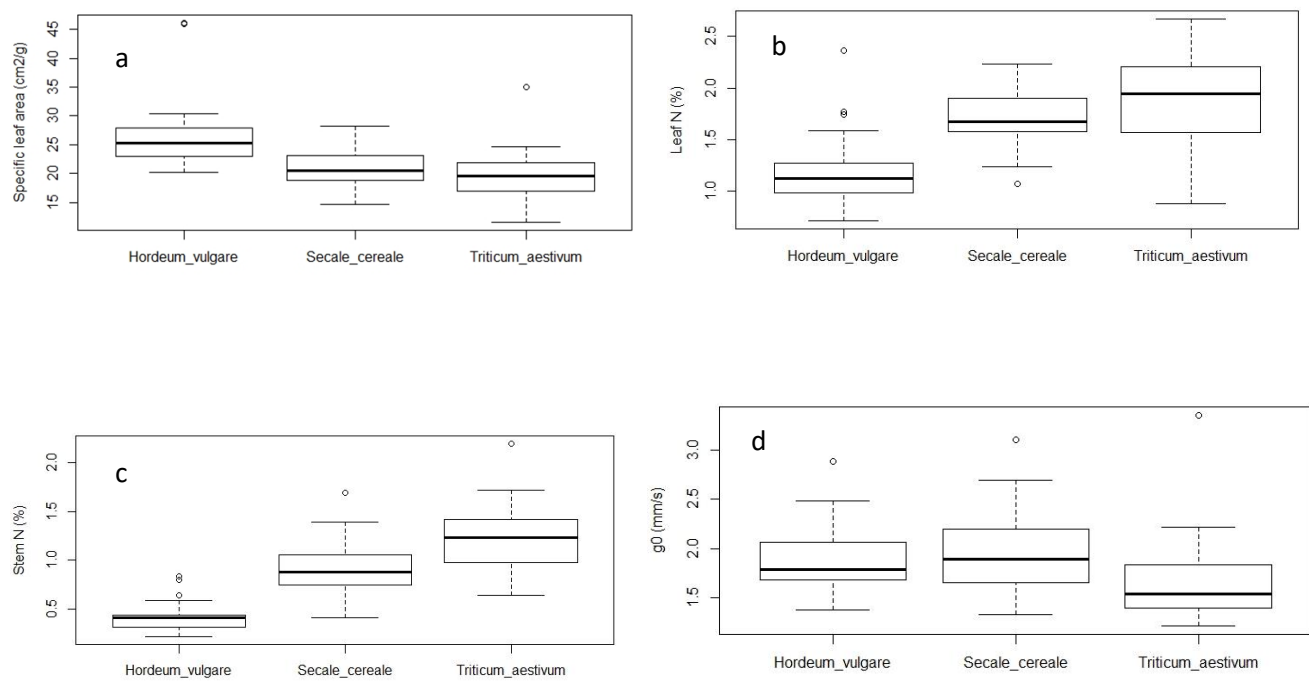 a
Specific leaf area (cm2/g)
45
40
35
30
25
20
15
Hordeum_vulgare Secale_cereale Triticum_aestivum
b
Leaf N (%)
2.5
2.0
1.5
1.0
Hordeum_vulgare Secale_cereale Triticum_aestivum
c
Stem N (%)
2.0
1.5
1.0
0.5
Hordeum_vulgare Secale_cereale Triticum_aestivum
d
g0 (mm/s)
3.0
2.5
2.0
1.5
Hordeum_vulgare Secale_cereale Triticum_aestivum